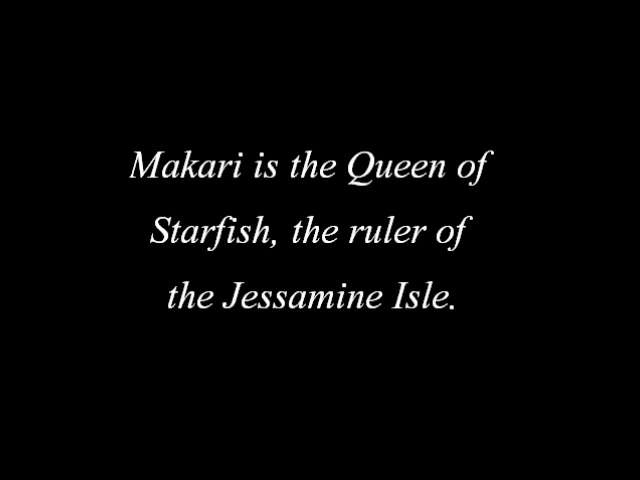 Makari is the Queen of
Starfish, the ruler of
the Jessamine Isle.